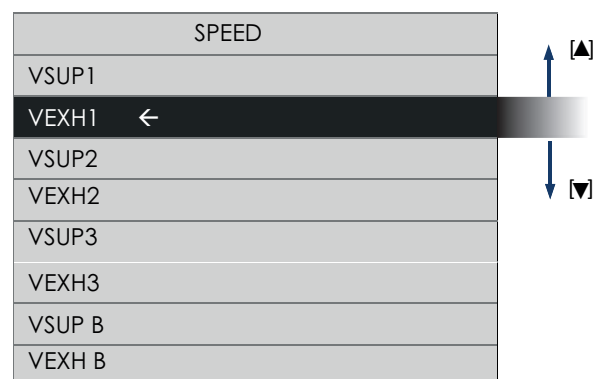 SPEED
[▲]
VSUP1
VEXH1 ←
VSUP2
VEXH2 [▼]
VSUP3
VEXH3
VSUP B
VEXH B